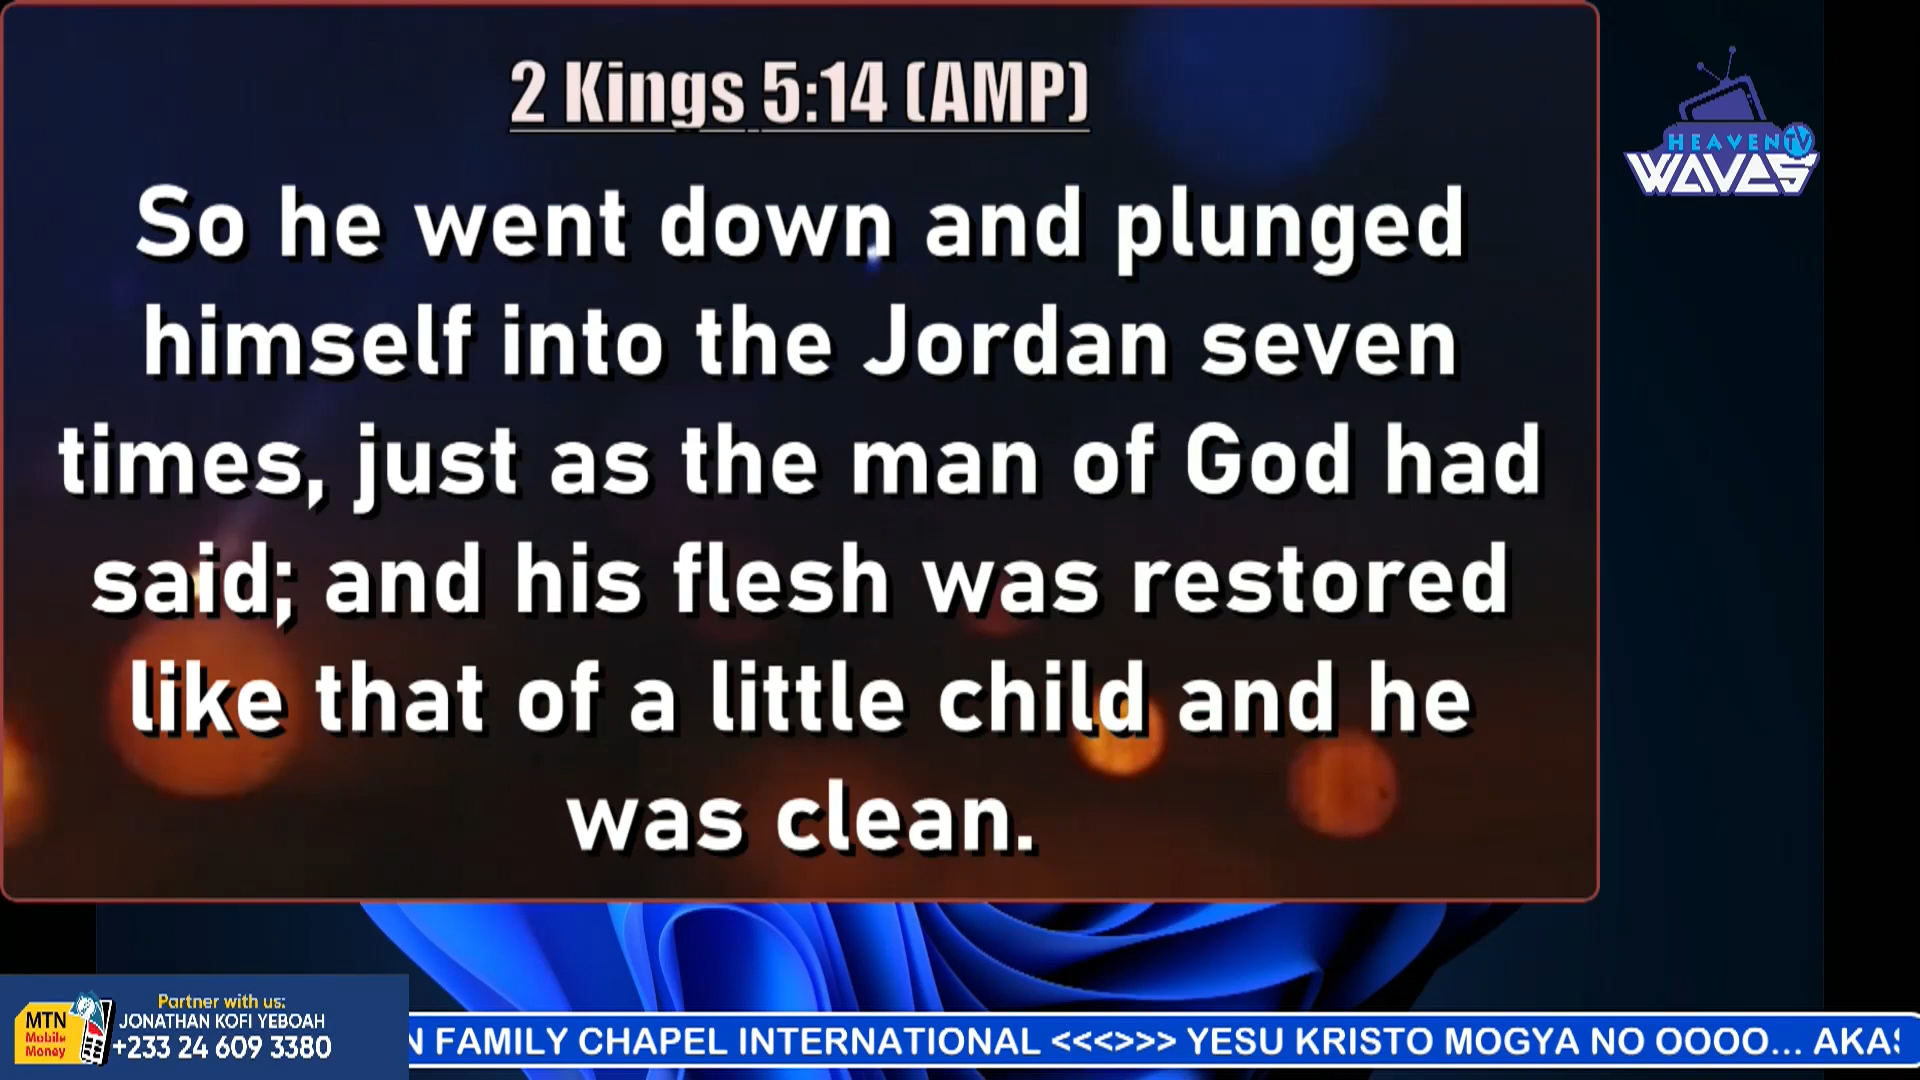 2 Kings 5:14 (AMP)
So he went down and plunged
himself into the Jordan seven
times, just as the man of God had
said; and his flesh was restored
like that of a little child and he
was clean.
HEAVEN TV
WAVES
Partner with us:
MTN
Mobile
Money
JONATHAN KOFI YEBOAH
+233 24 609 3380
N FAMILY CHAPEL INTERNATIONAL <<<>>> YESU KRISTO MOGYA NO OOOO... AKAS